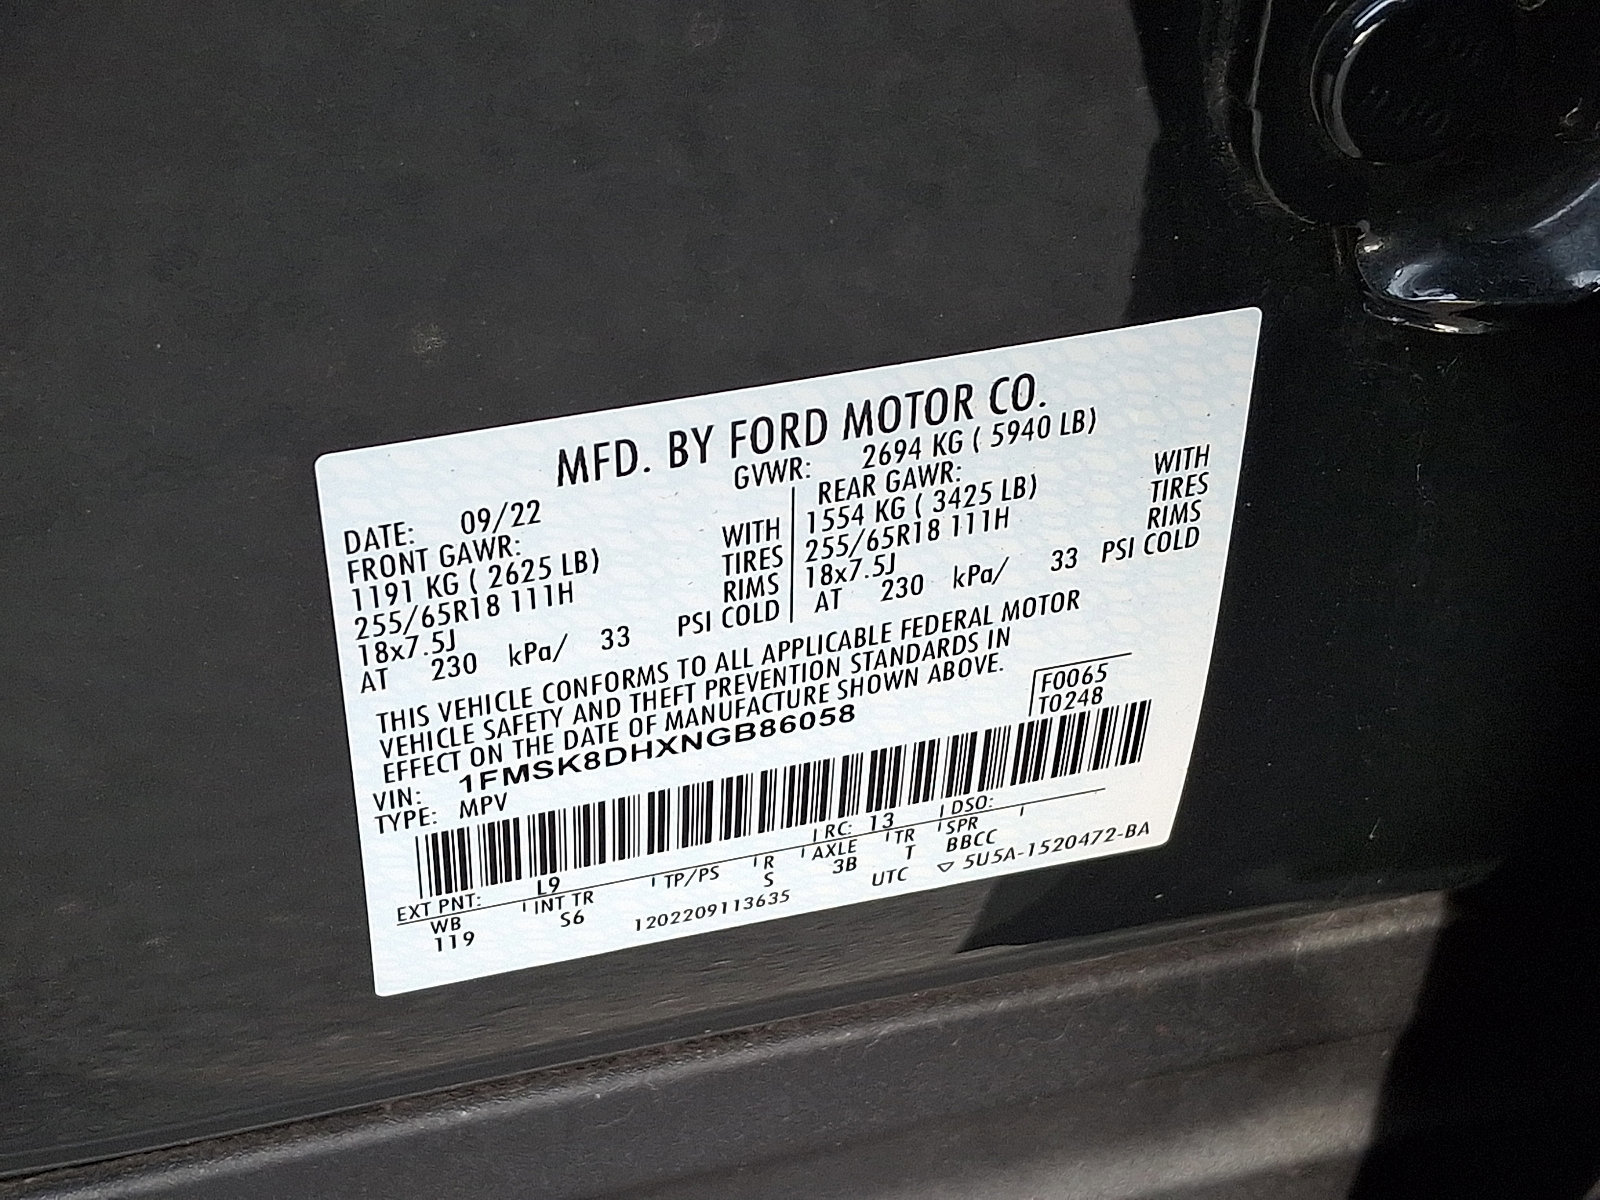 MFD. BY FORD MOTOR CO.
GVWR: 2694 KG ( 5940 LB)
DATE: 09/22
FRONT GAWR:
1191 KG ( 2625 LB) WITH
255/65R18 111H TIRES
18x7.5J RIMS
AT 230 kPa/ 33 PSI COLD
REAR GAWR:
1554 KG ( 3425 LB) WITH
255/65R18 111H TIRES
18x7.5J RIMS
AT 230 kPa/ 33 PSI COLD
THIS VEHICLE CONFORMS TO ALL APPLICABLE FEDERAL MOTOR
VEHICLE SAFETY AND THEFT PREVENTION STANDARDS IN
EFFECT ON THE DATE OF MANUFACTURE SHOWN ABOVE.
VIN: 1FMSK8DHXNGB86058
TYPE: MPV
F0065
T0248
EXT PNT: L9 RC: 13 DSO:
WB INT TR TP/PS R AXLE TR SPR
119 S6 S 3B T BBCC
1202209113635 UTC ▽ 5U5A-1520472-BA